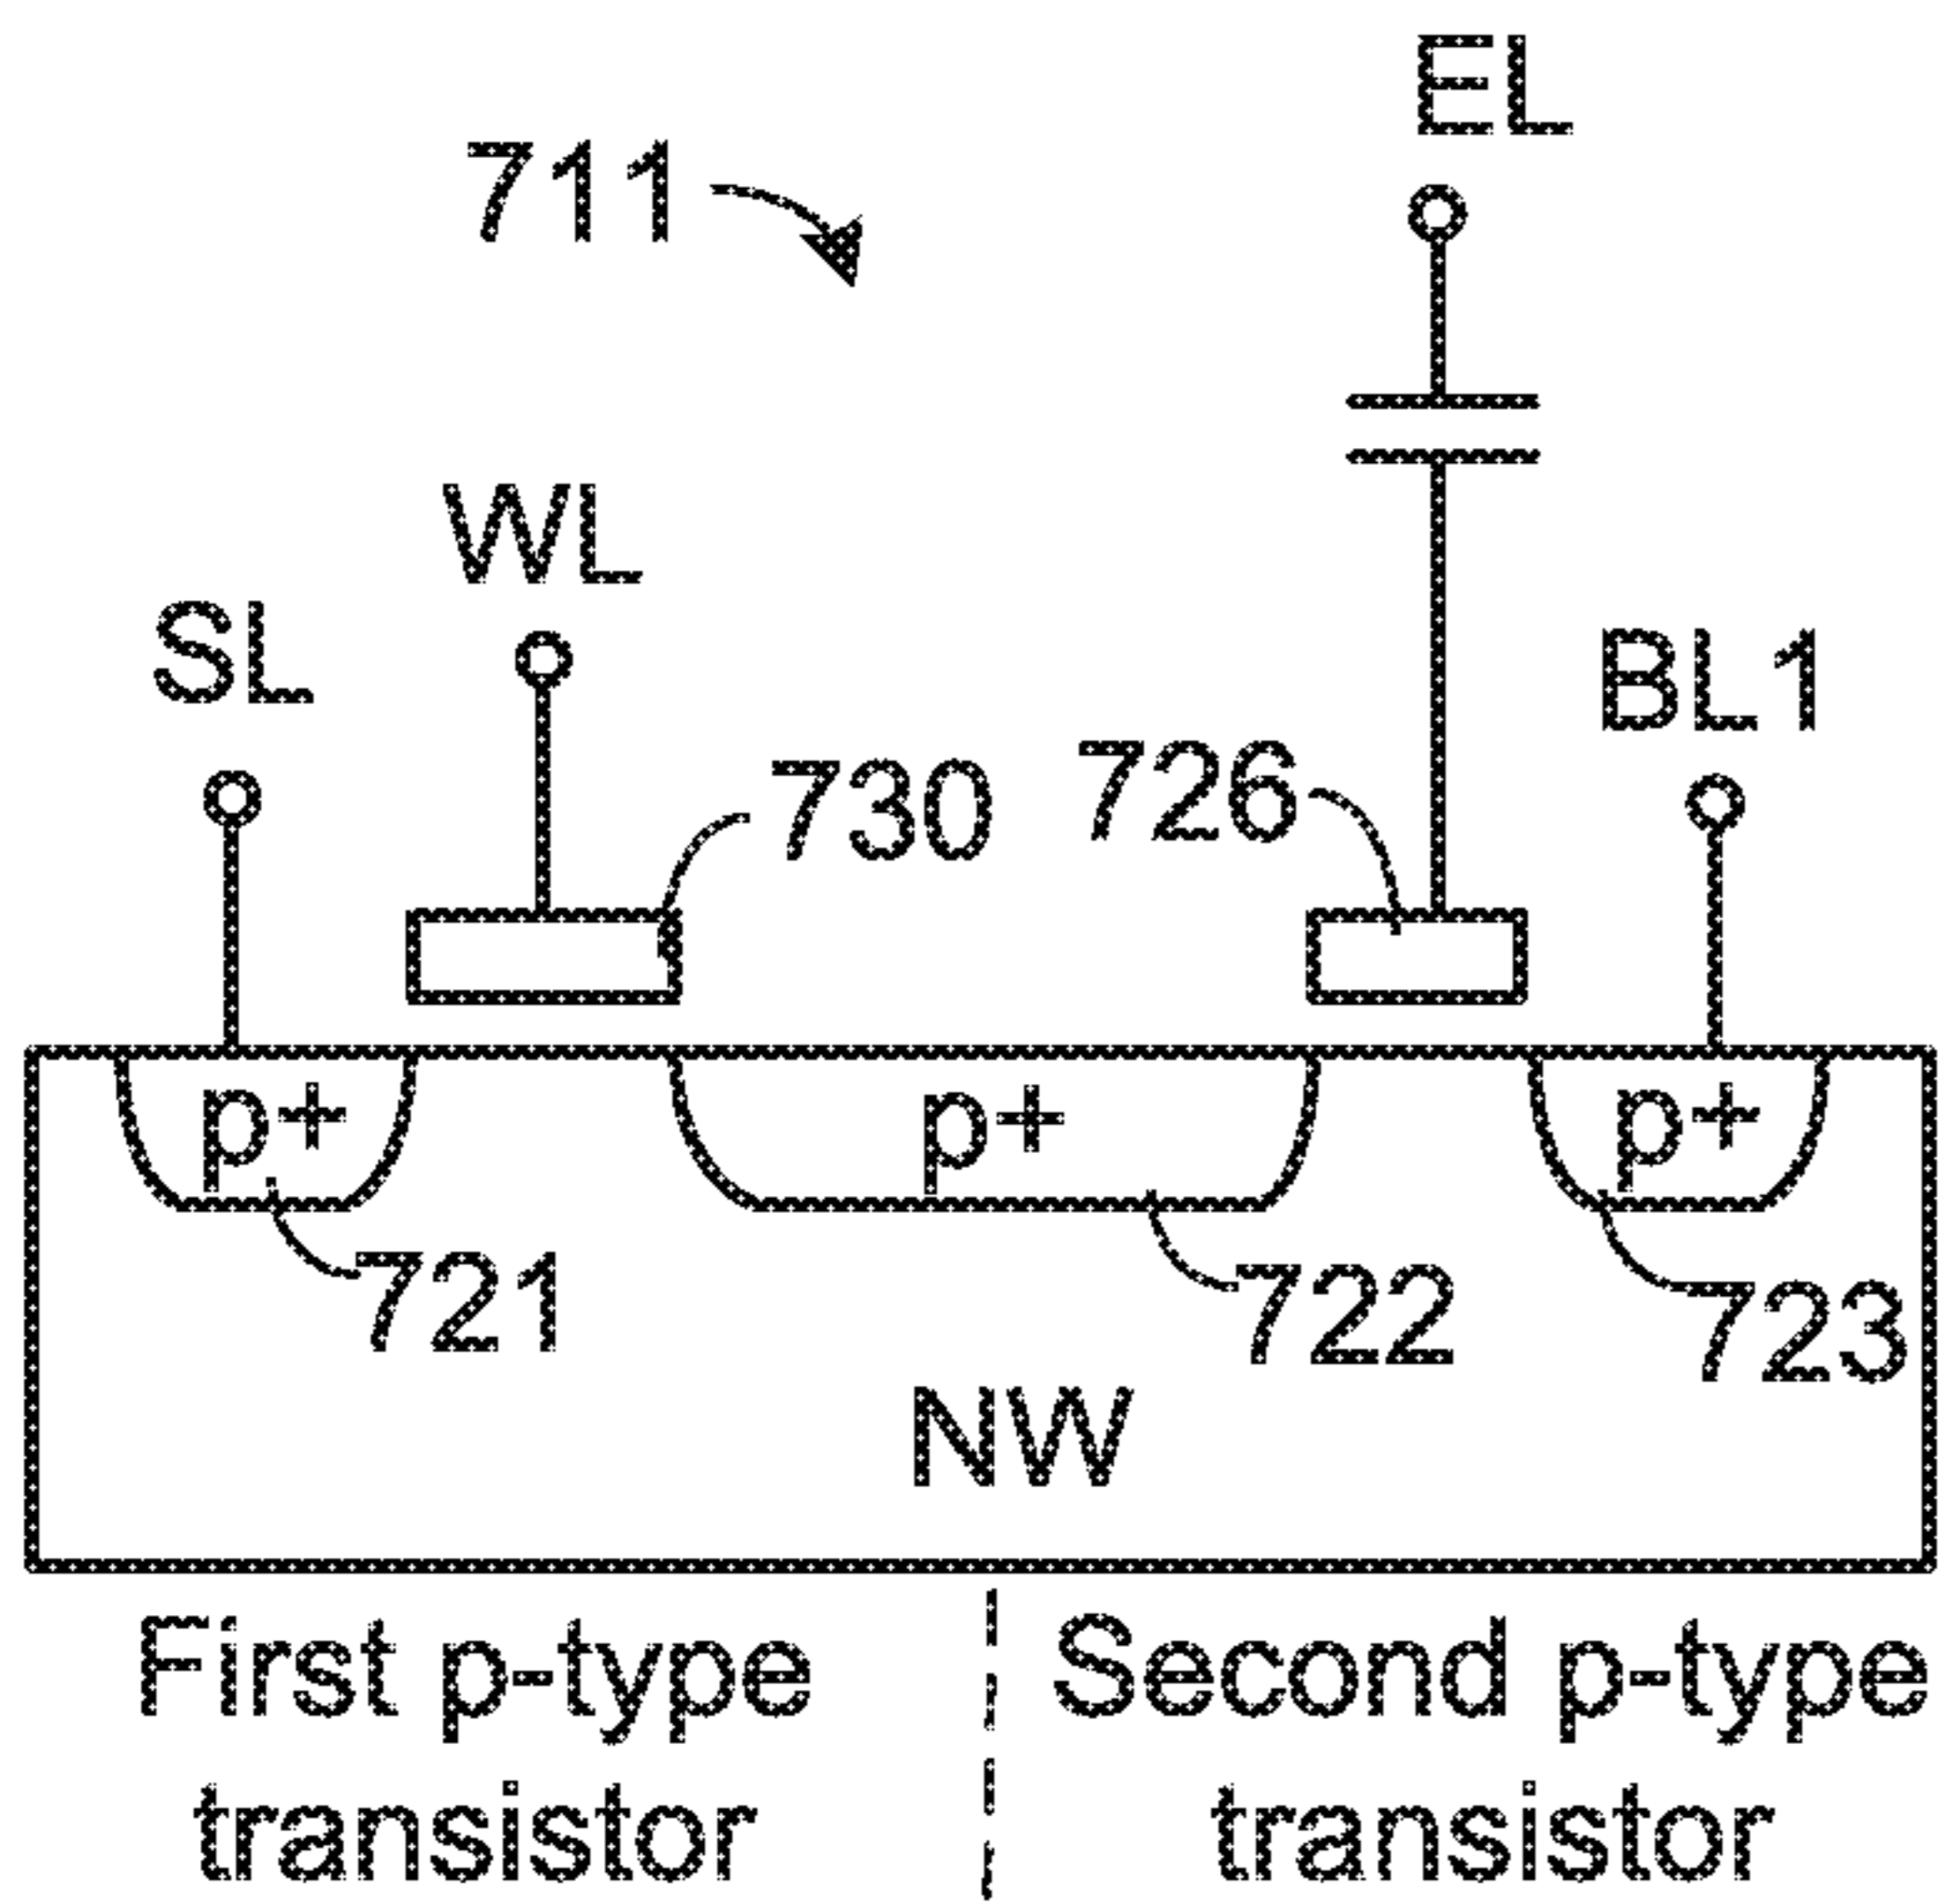 EL
711
WL
SL
BL1
730
726
p+
p+
p+
721
722
723
NW
First p-type
transistor
Second p-type
transistor